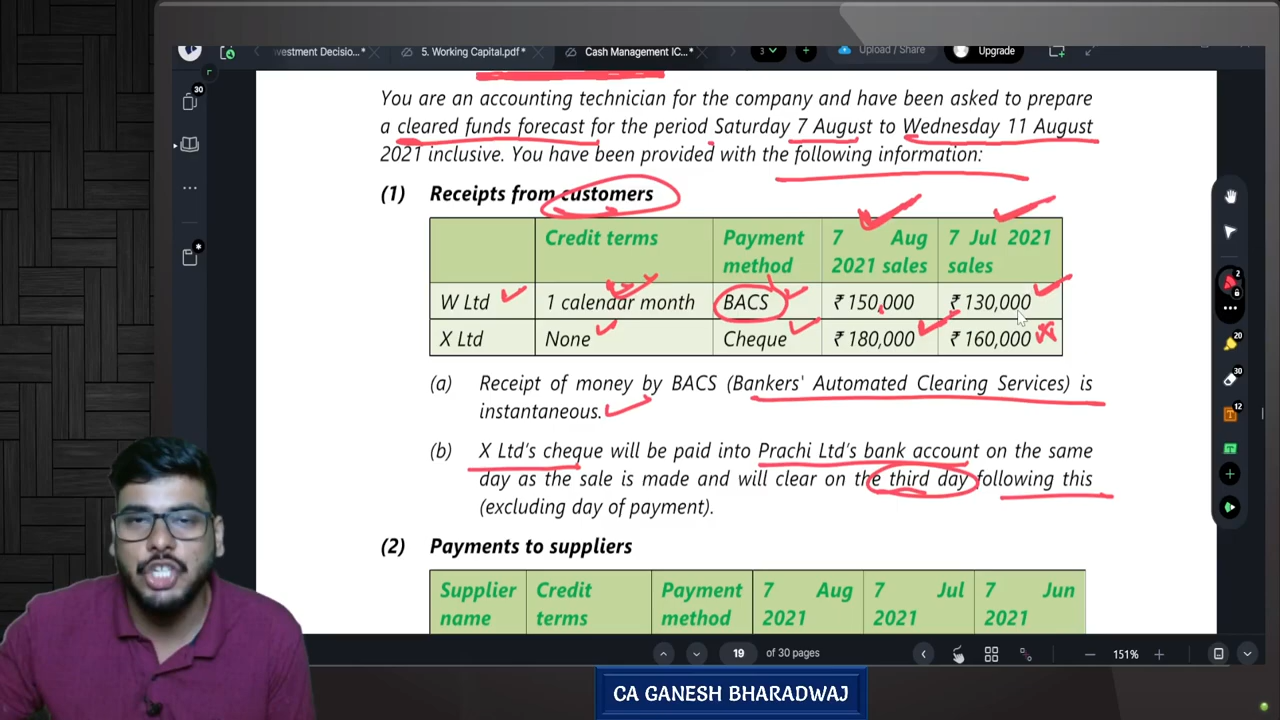 30
nvestment Decisio...*
5. Working Capital.pdf*
Cash Management IC...*
3
Upload / Share
Upgrade
You are an accounting technician for the company and have been asked to prepare
a cleared funds forecast for the period Saturday 7 August to Wednesday 11 August
2021 inclusive. You have been provided with the following information:
(1) Receipts from customers
Credit terms
Payment method
7 Aug 2021 sales
7 Jul 2021 sales
W Ltd 1 calendar month BACS ₹ 150,000 ₹ 130,000
X Ltd None Cheque ₹ 180,000 ₹ 160,000
(a) Receipt of money by BACS (Bankers' Automated Clearing Services) is
instantaneous.
(b) X Ltd's cheque will be paid into Prachi Ltd's bank account on the same
day as the sale is made and will clear on the third day following this
(excluding day of payment).
(2) Payments to suppliers
Supplier name
Credit terms
Payment method
7 Aug 2021
7 Jul 2021
7 Jun 2021
2
20
30
12
19 of 30 pages
151%
CA GANESH BHARADWAJ